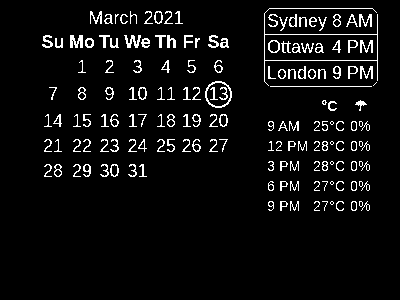 March 2021
Su Mo Tu We Th Fr Sa
1 2 3 4 5 6
7 8 9 10 11 12 13
14 15 16 17 18 19 20
21 22 23 24 25 26 27
28 29 30 31
Sydney 8 AM
Ottawa 4 PM
London 9 PM
°C ☂
9 AM 25°C 0%
12 PM 28°C 0%
3 PM 28°C 0%
6 PM 27°C 0%
9 PM 27°C 0%